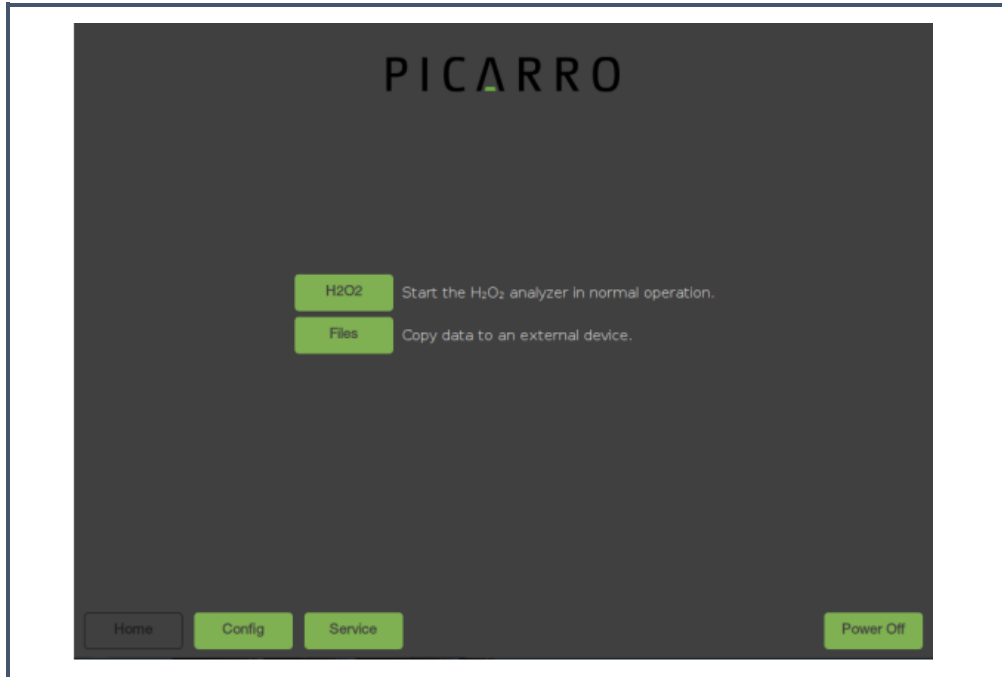 PICARRO
H2O2 Start the H₂O₂ analyzer in normal operation.
Files Copy data to an external device.
Home Config Service Power Off